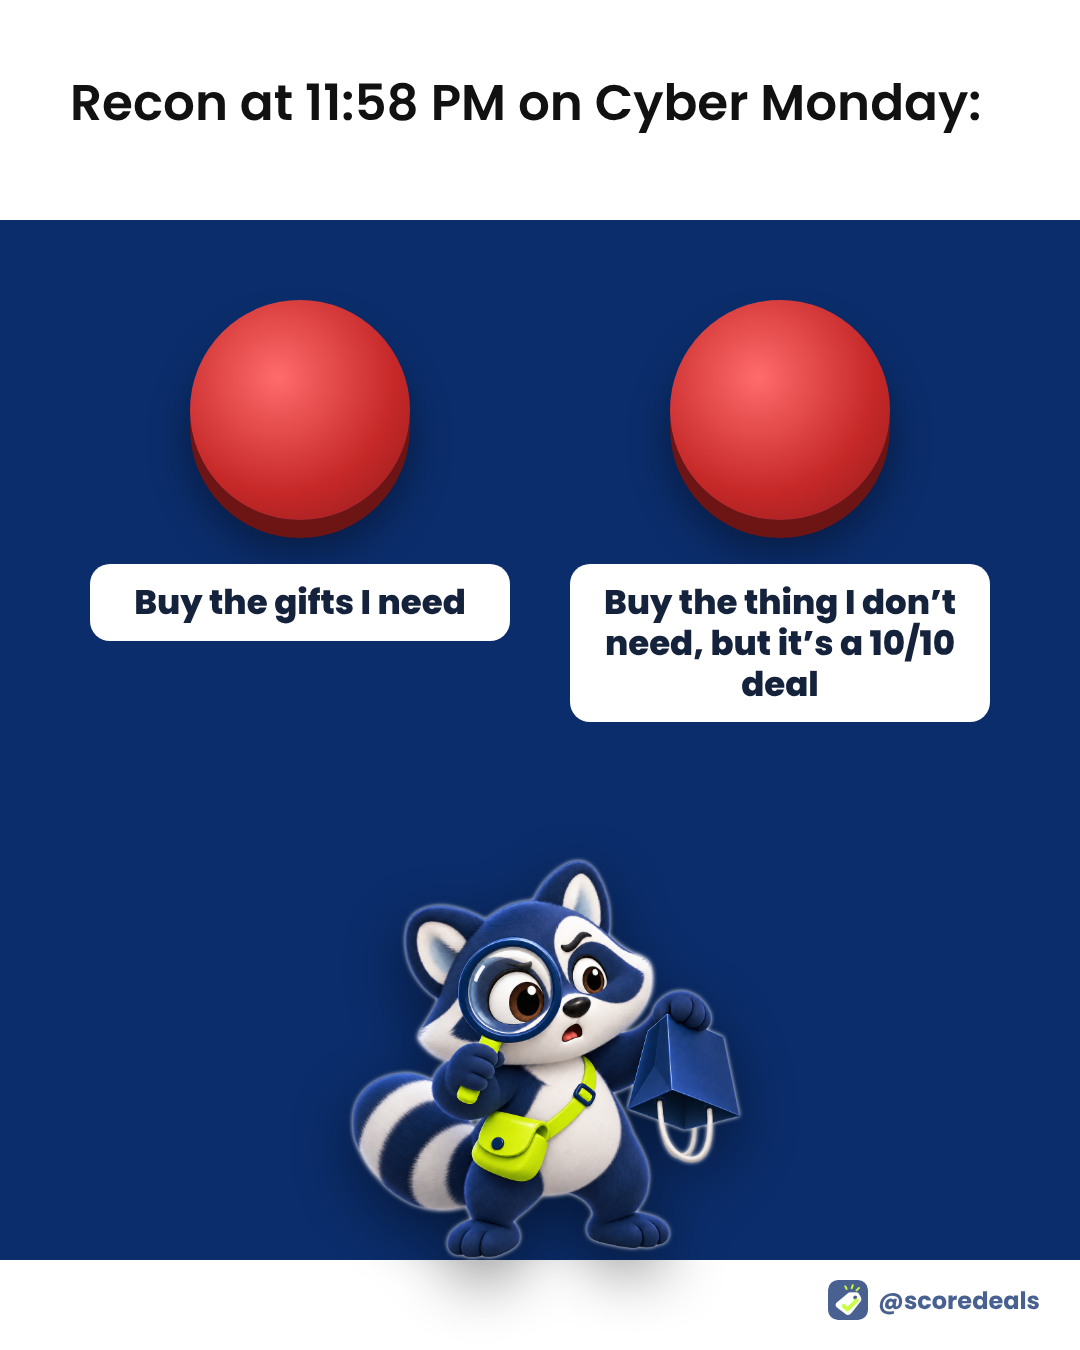 Recon at 11:58 PM on Cyber Monday:
Buy the gifts I need
Buy the thing I don’t
need, but it’s a 10/10
deal
@scoredeals